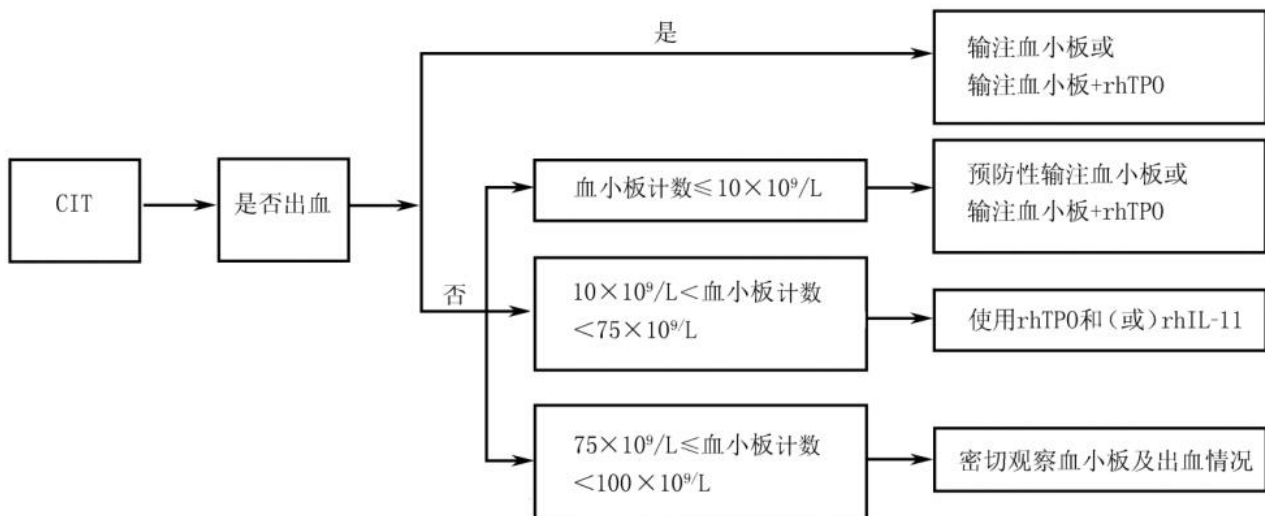 是
输注血小板或
输注血小板+rhTPO
CIT
是否出血
血小板计数≤10×10⁹/L
预防性输注血小板或
输注血小板+rhTPO
否
10×10⁹/L<血小板计数
<75×10⁹/L
使用rhTPO和(或)rhIL-11
75×10⁹/L≤血小板计数
<100×10⁹/L
密切观察血小板及出血情况